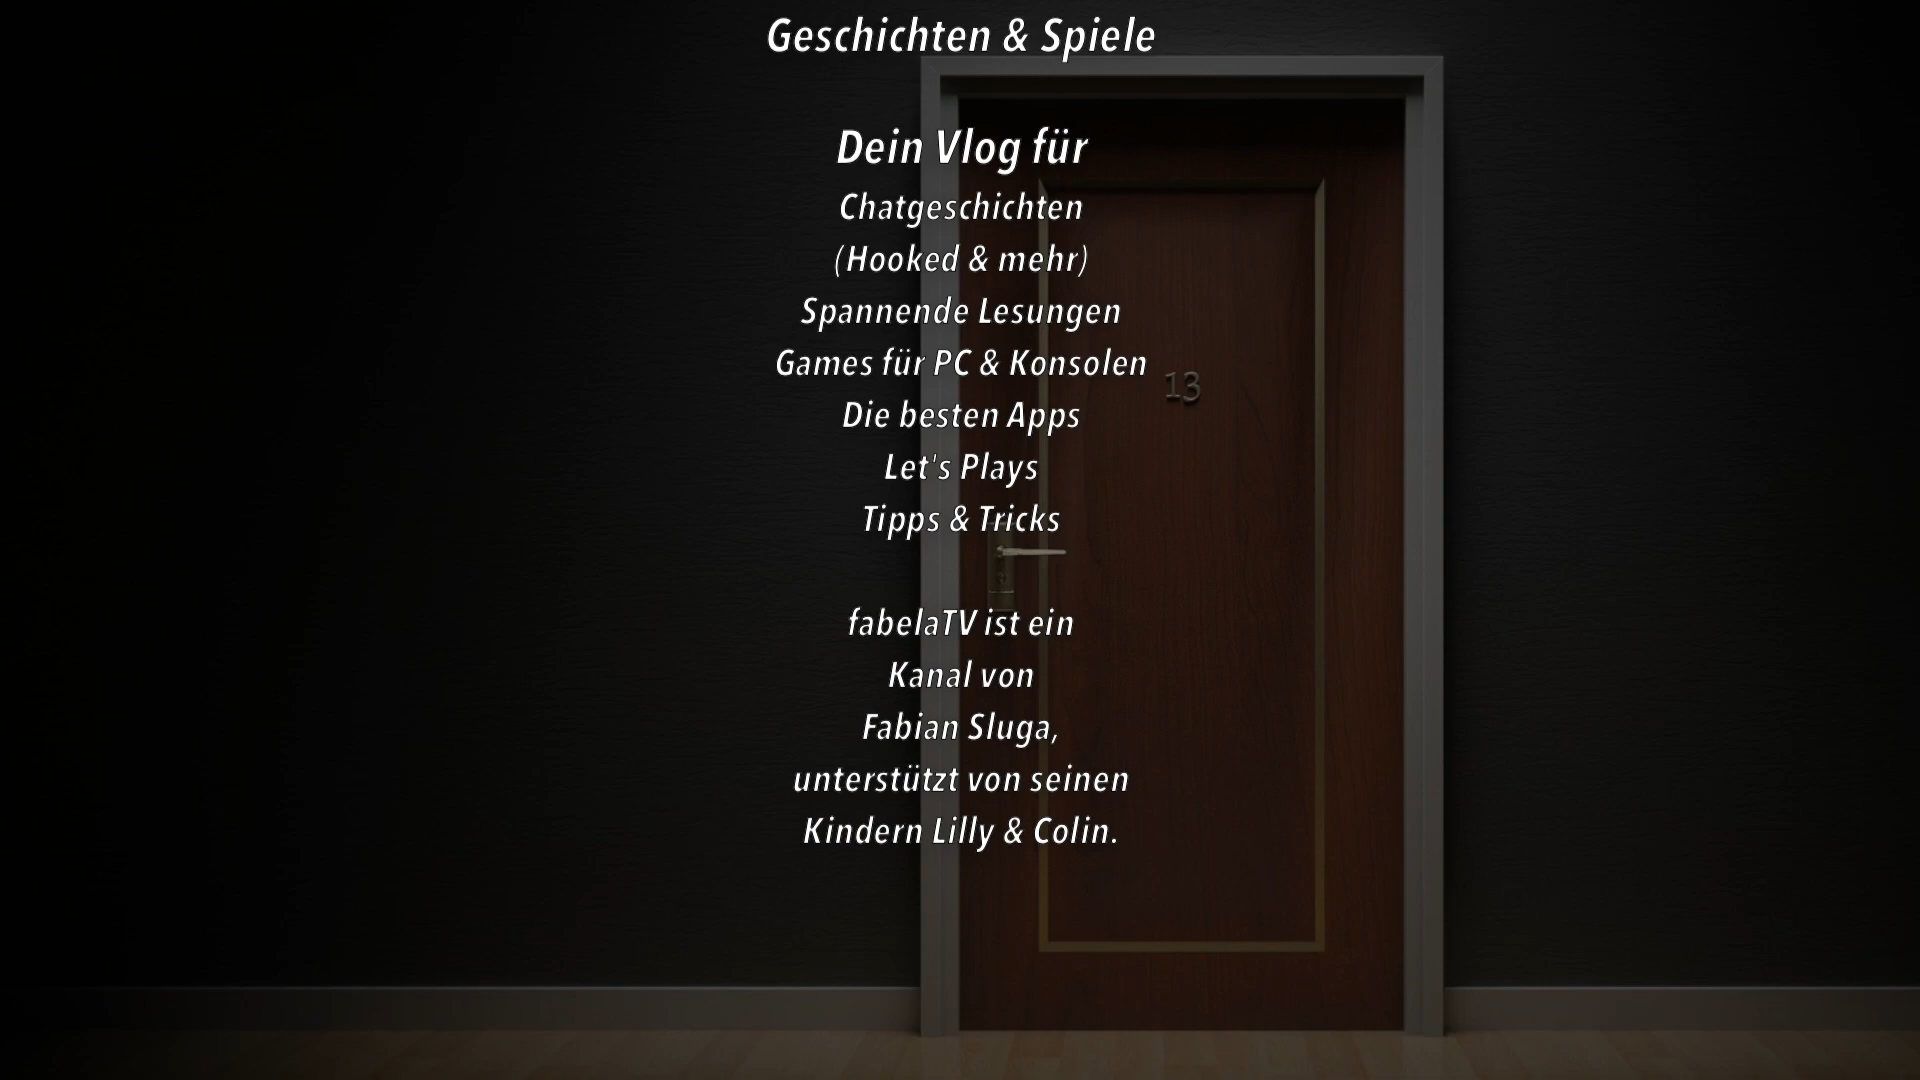 Geschichten & Spiele
Dein Vlog für
Chatgeschichten
(Hooked & mehr)
Spannende Lesungen
Games für PC & Konsolen
13
Die besten Apps
Let's Plays
Tipps & Tricks
fabelaTV ist ein
Kanal von
Fabian Sluga,
unterstützt von seinen
Kindern Lilly & Colin.